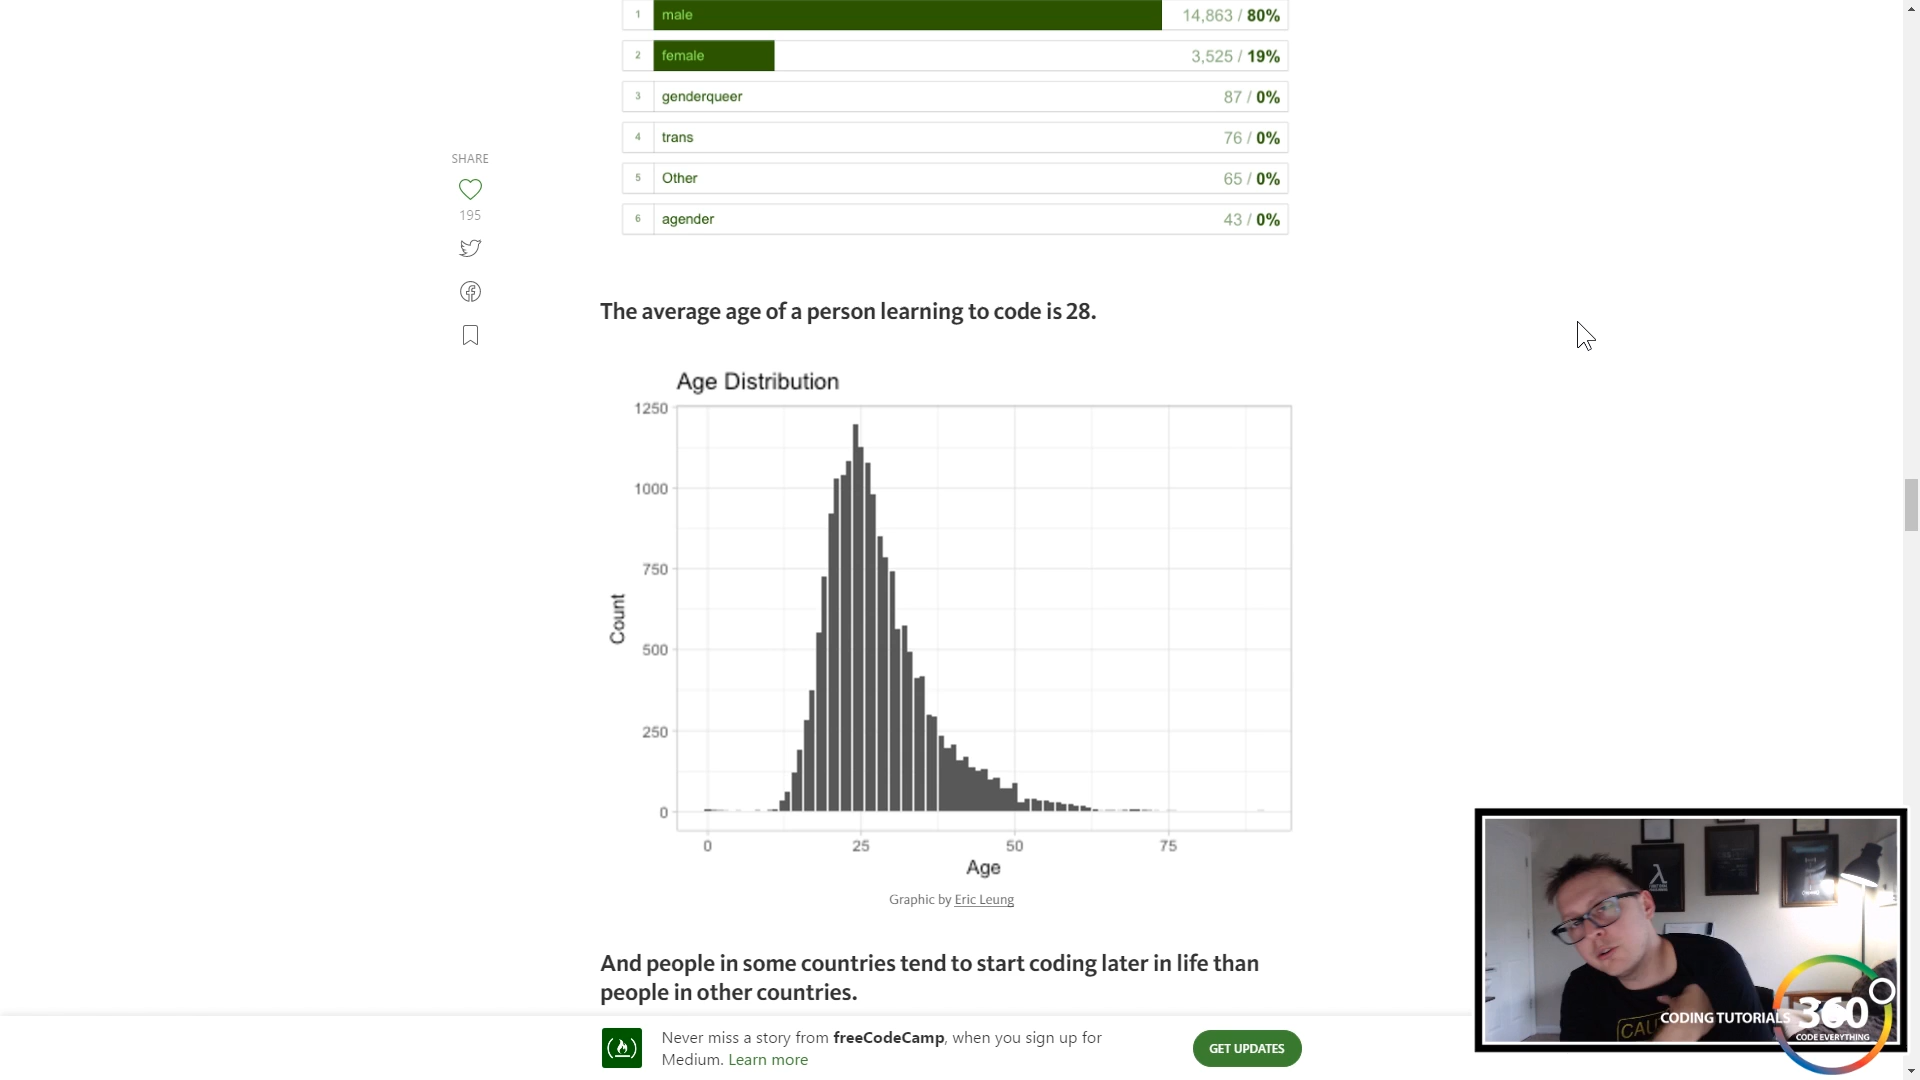 1 male 14,863 / 80%
2 female 3,525 / 19%
3 genderqueer 87 / 0%
4 trans 76 / 0%
5 Other 65 / 0%
6 agender 43 / 0%
SHARE
195
The average age of a person learning to code is 28.
Age Distribution
1250
1000
750
500
250
0
Count
0 25 50 75
Age
Graphic by Eric Leung
And people in some countries tend to start coding later in life than
people in other countries.
Never miss a story from freeCodeCamp, when you sign up for
Medium. Learn more
GET UPDATES
CODING TUTORIALS 360°
CODE EVERYTHING